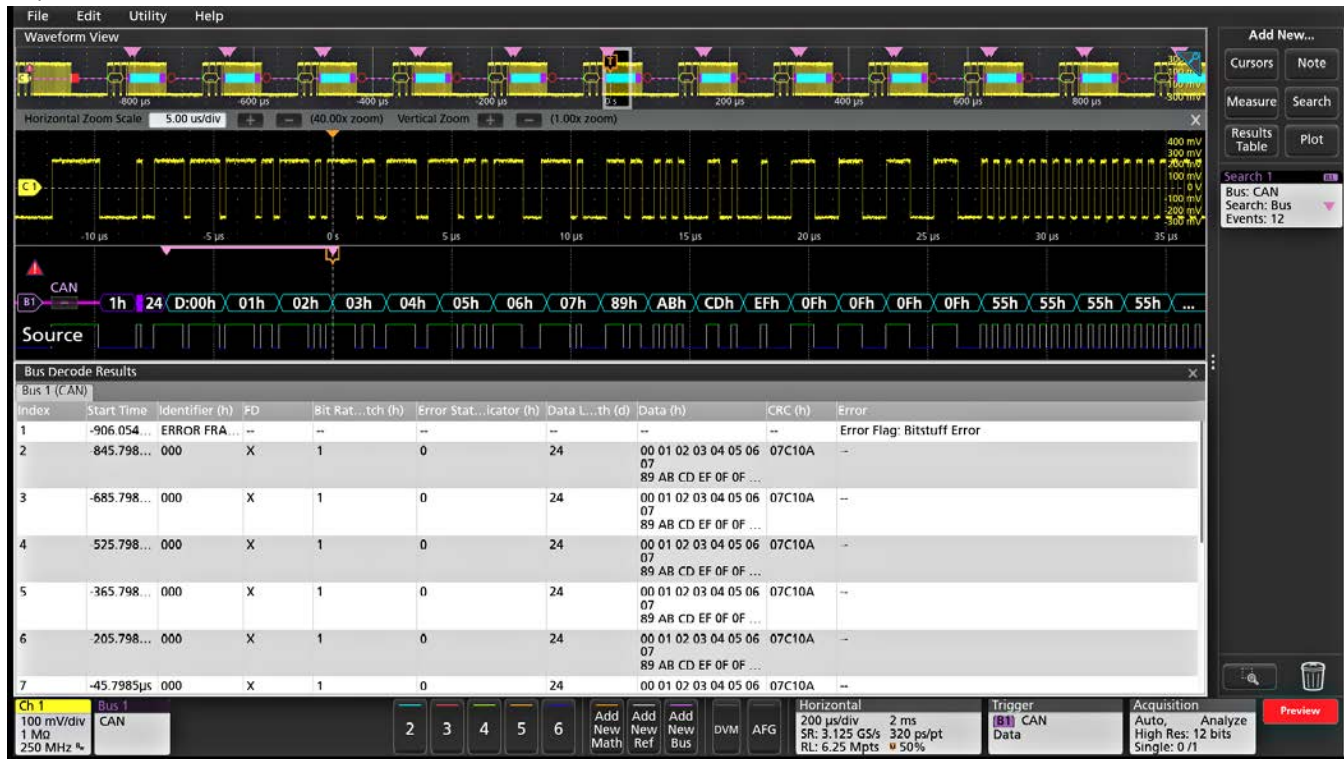 File Edit Utility Help
Waveform View
Add New...
Cursors Note
Measure Search
Results Table Plot
-800 µs -600 µs -400 µs -200 µs 0 s 200 µs 400 µs 600 µs 800 µs
Horizontal Zoom Scale 5.00 us/div + - (40.00x zoom) Vertical Zoom + - (1.00x zoom) X
400 mV
300 mV
200 mV
100 mV
0 V
-100 mV
-200 mV
-300 mV
C1
-10 µs -5 µs 0 s 5 µs 10 µs 15 µs 20 µs 25 µs 30 µs 35 µs
Search 1 B1
Bus: CAN
Search: Bus
Events: 12
CAN
B1 1h 24 D:00h 01h 02h 03h 04h 05h 06h 07h 89h ABh CDh EFh 0Fh 0Fh 0Fh 0Fh 55h 55h 55h 55h ...
Source
Bus Decode Results
Bus 1 (CAN)
Index Start Time Identifier (h) FD Bit Rat...tch (h) Error Stat...icator (h) Data L...th (d) Data (h) CRC (h) Error
1 -906.054... ERROR FRA... -- -- -- -- -- -- Error Flag: Bitstuff Error
2 -845.798... 000 X 1 0 24 00 01 02 03 04 05 06 07C10A --
07
89 AB CD EF 0F 0F ...
3 -685.798... 000 X 1 0 24 00 01 02 03 04 05 06 07C10A --
07
89 AB CD EF 0F 0F ...
4 525.798... 000 X 1 0 24 00 01 02 03 04 05 06 07C10A --
07
89 AB CD EF 0F 0F ...
5 -365.798... 000 X 1 0 24 00 01 02 03 04 05 06 07C10A --
07
89 AB CD EF 0F 0F ...
6 -205.798... 000 X 1 0 24 00 01 02 03 04 05 06 07C10A --
07
89 AB CD EF 0F 0F ...
7 -45.7985µs 000 X 1 0 24 00 01 02 03 04 05 06 07C10A --
Ch 1
100 mV/div
1 MΩ
250 MHz
Bus 1
CAN
2 3 4 5 6
Add New Math
Add New Ref
Add New Bus
DVM AFG
Horizontal
200 µs/div 2 ms
SR: 3.125 GS/s 320 ps/pt
RL: 6.25 Mpts 50%
Trigger
B1 CAN
Data
Acquisition
Auto, Analyze
High Res: 12 bits
Single: 0 /1
Preview